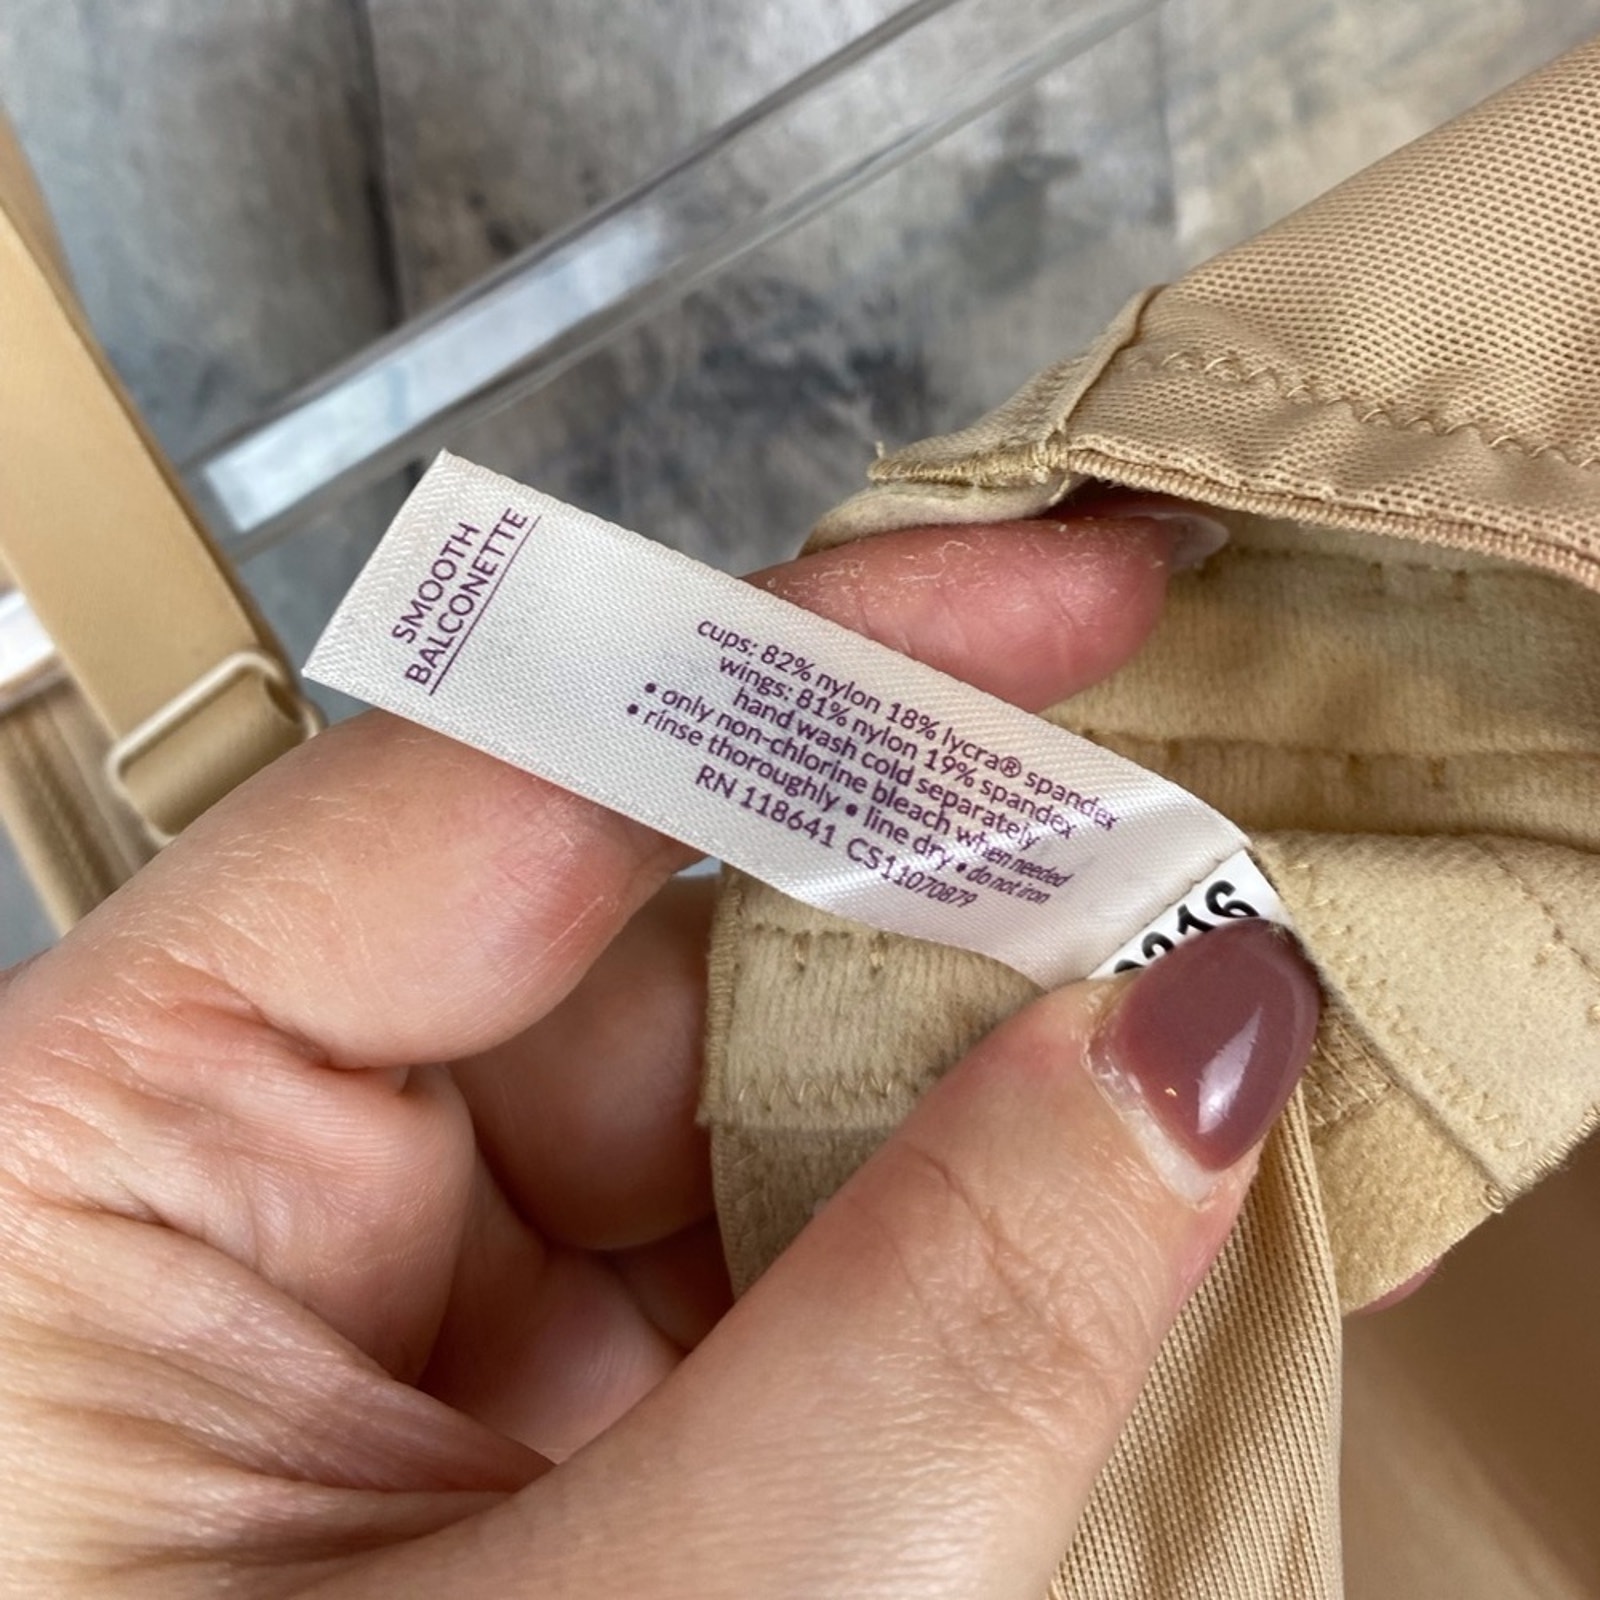 SMOOTH
BALCONETTE
cups: 82% nylon 18% lycra® spandex
wings: 81% nylon 19% spandex
hand wash cold separately
• only non-chlorine bleach when needed
• rinse thoroughly • line dry • do not iron
RN 118641 CS11070879